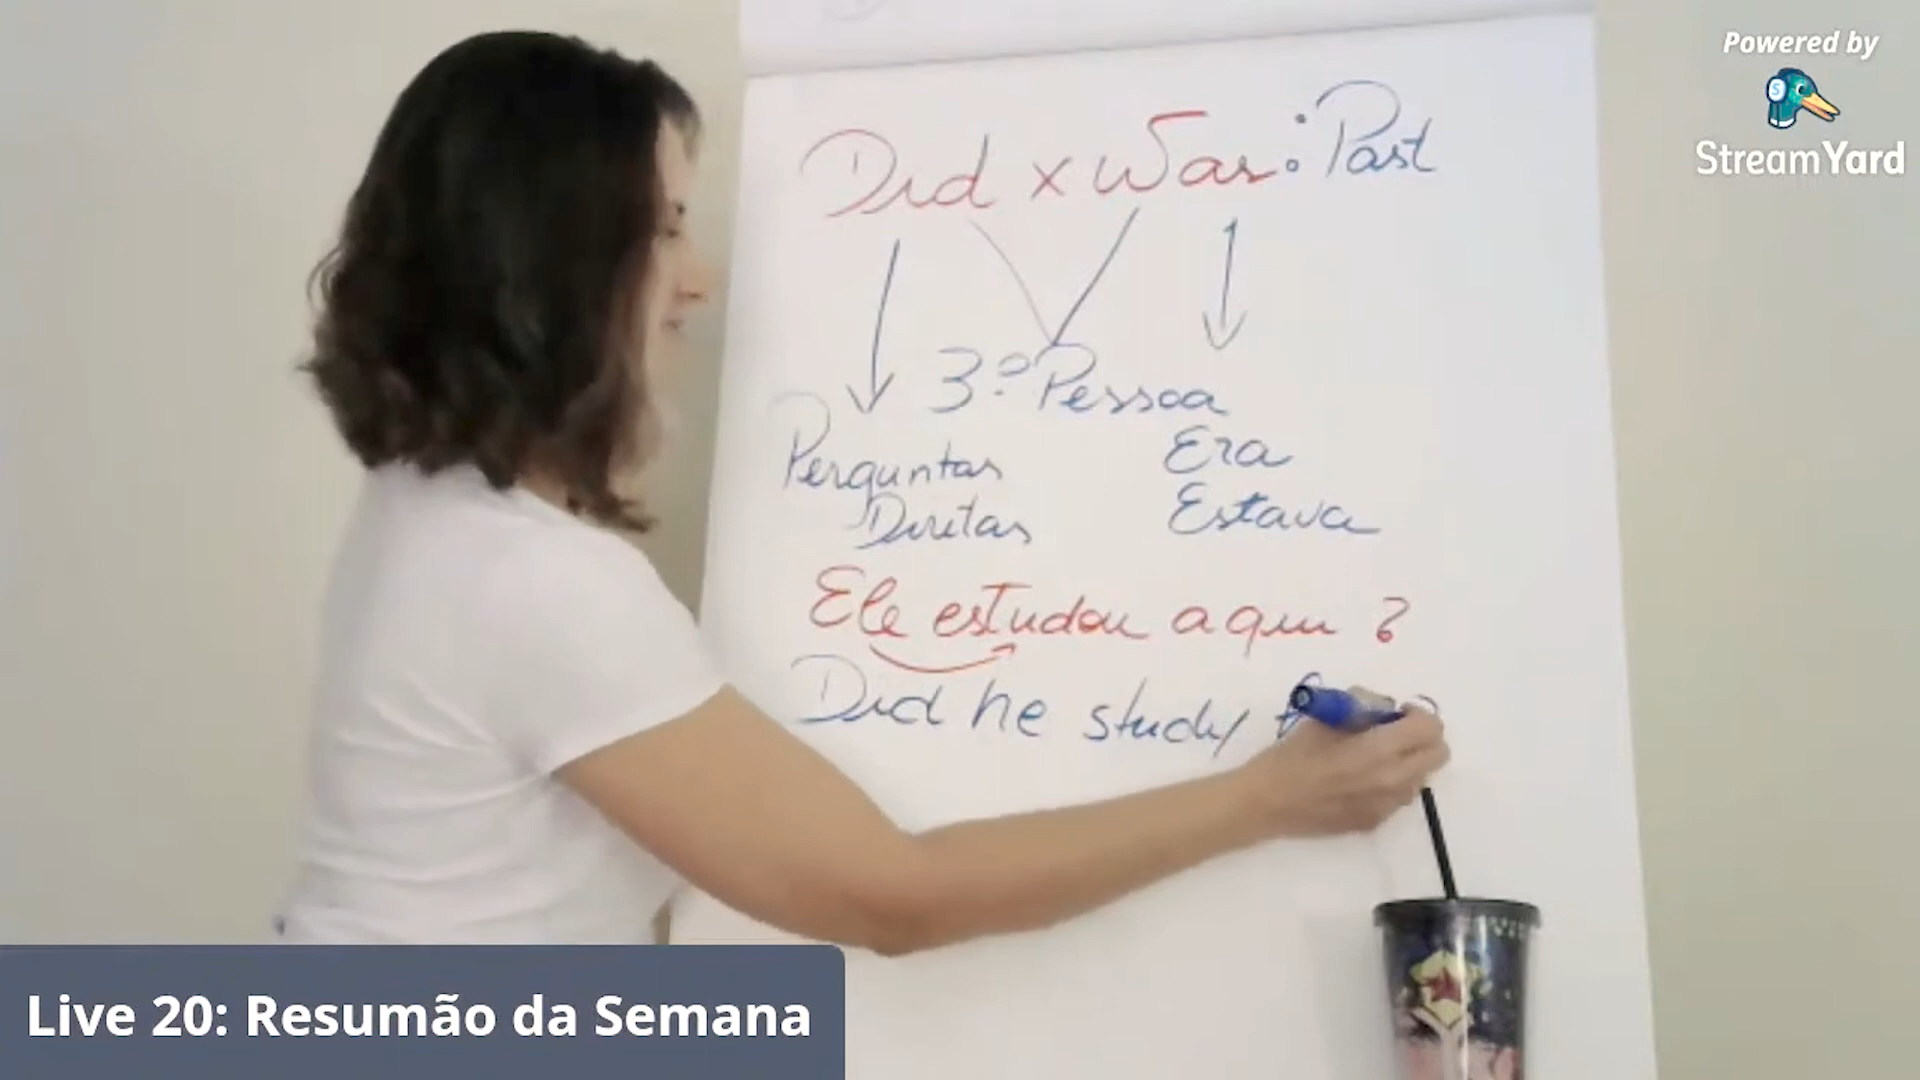 Powered by
StreamYard
Did x Was: Past
3ª Pessoa
Perguntas
Diretas
Era
Estava
Ele estudou aqui ?
Did he study
Live 20: Resumão da Semana